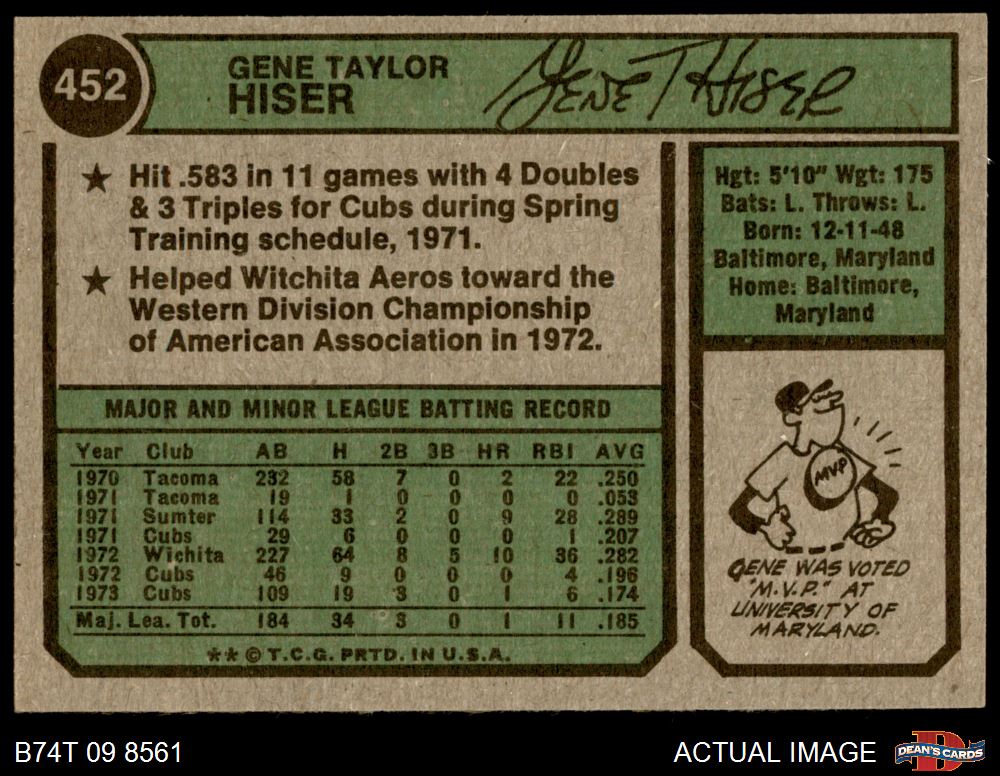 452
GENE TAYLOR
HISER
Gene T Hiser
★ Hit .583 in 11 games with 4 Doubles
& 3 Triples for Cubs during Spring
Training schedule, 1971.
★ Helped Witchita Aeros toward the
Western Division Championship
of American Association in 1972.
Hgt: 5'10" Wgt: 175
Bats: L. Throws: L.
Born: 12-11-48
Baltimore, Maryland
Home: Baltimore,
Maryland
MAJOR AND MINOR LEAGUE BATTING RECORD
Year Club AB H 2B 3B HR RBI AVG
1970 Tacoma 232 58 7 0 2 22 .250
1971 Tacoma 19 1 0 0 0 0 .053
1971 Sumter 114 33 2 0 9 28 .289
1971 Cubs 29 6 0 0 0 1 .207
1972 Wichita 227 64 8 5 10 36 .282
1972 Cubs 46 9 0 0 0 4 .196
1973 Cubs 109 19 3 0 1 6 .174
Maj. Lea. Tot. 184 34 3 0 1 11 .185
★★ © T.C.G. PRTD. IN U.S.A.
MVP
GENE WAS VOTED
"M.V.P." AT
UNIVERSITY OF
MARYLAND.
B74T 09 8561
ACTUAL IMAGE
DEAN'S CARDS